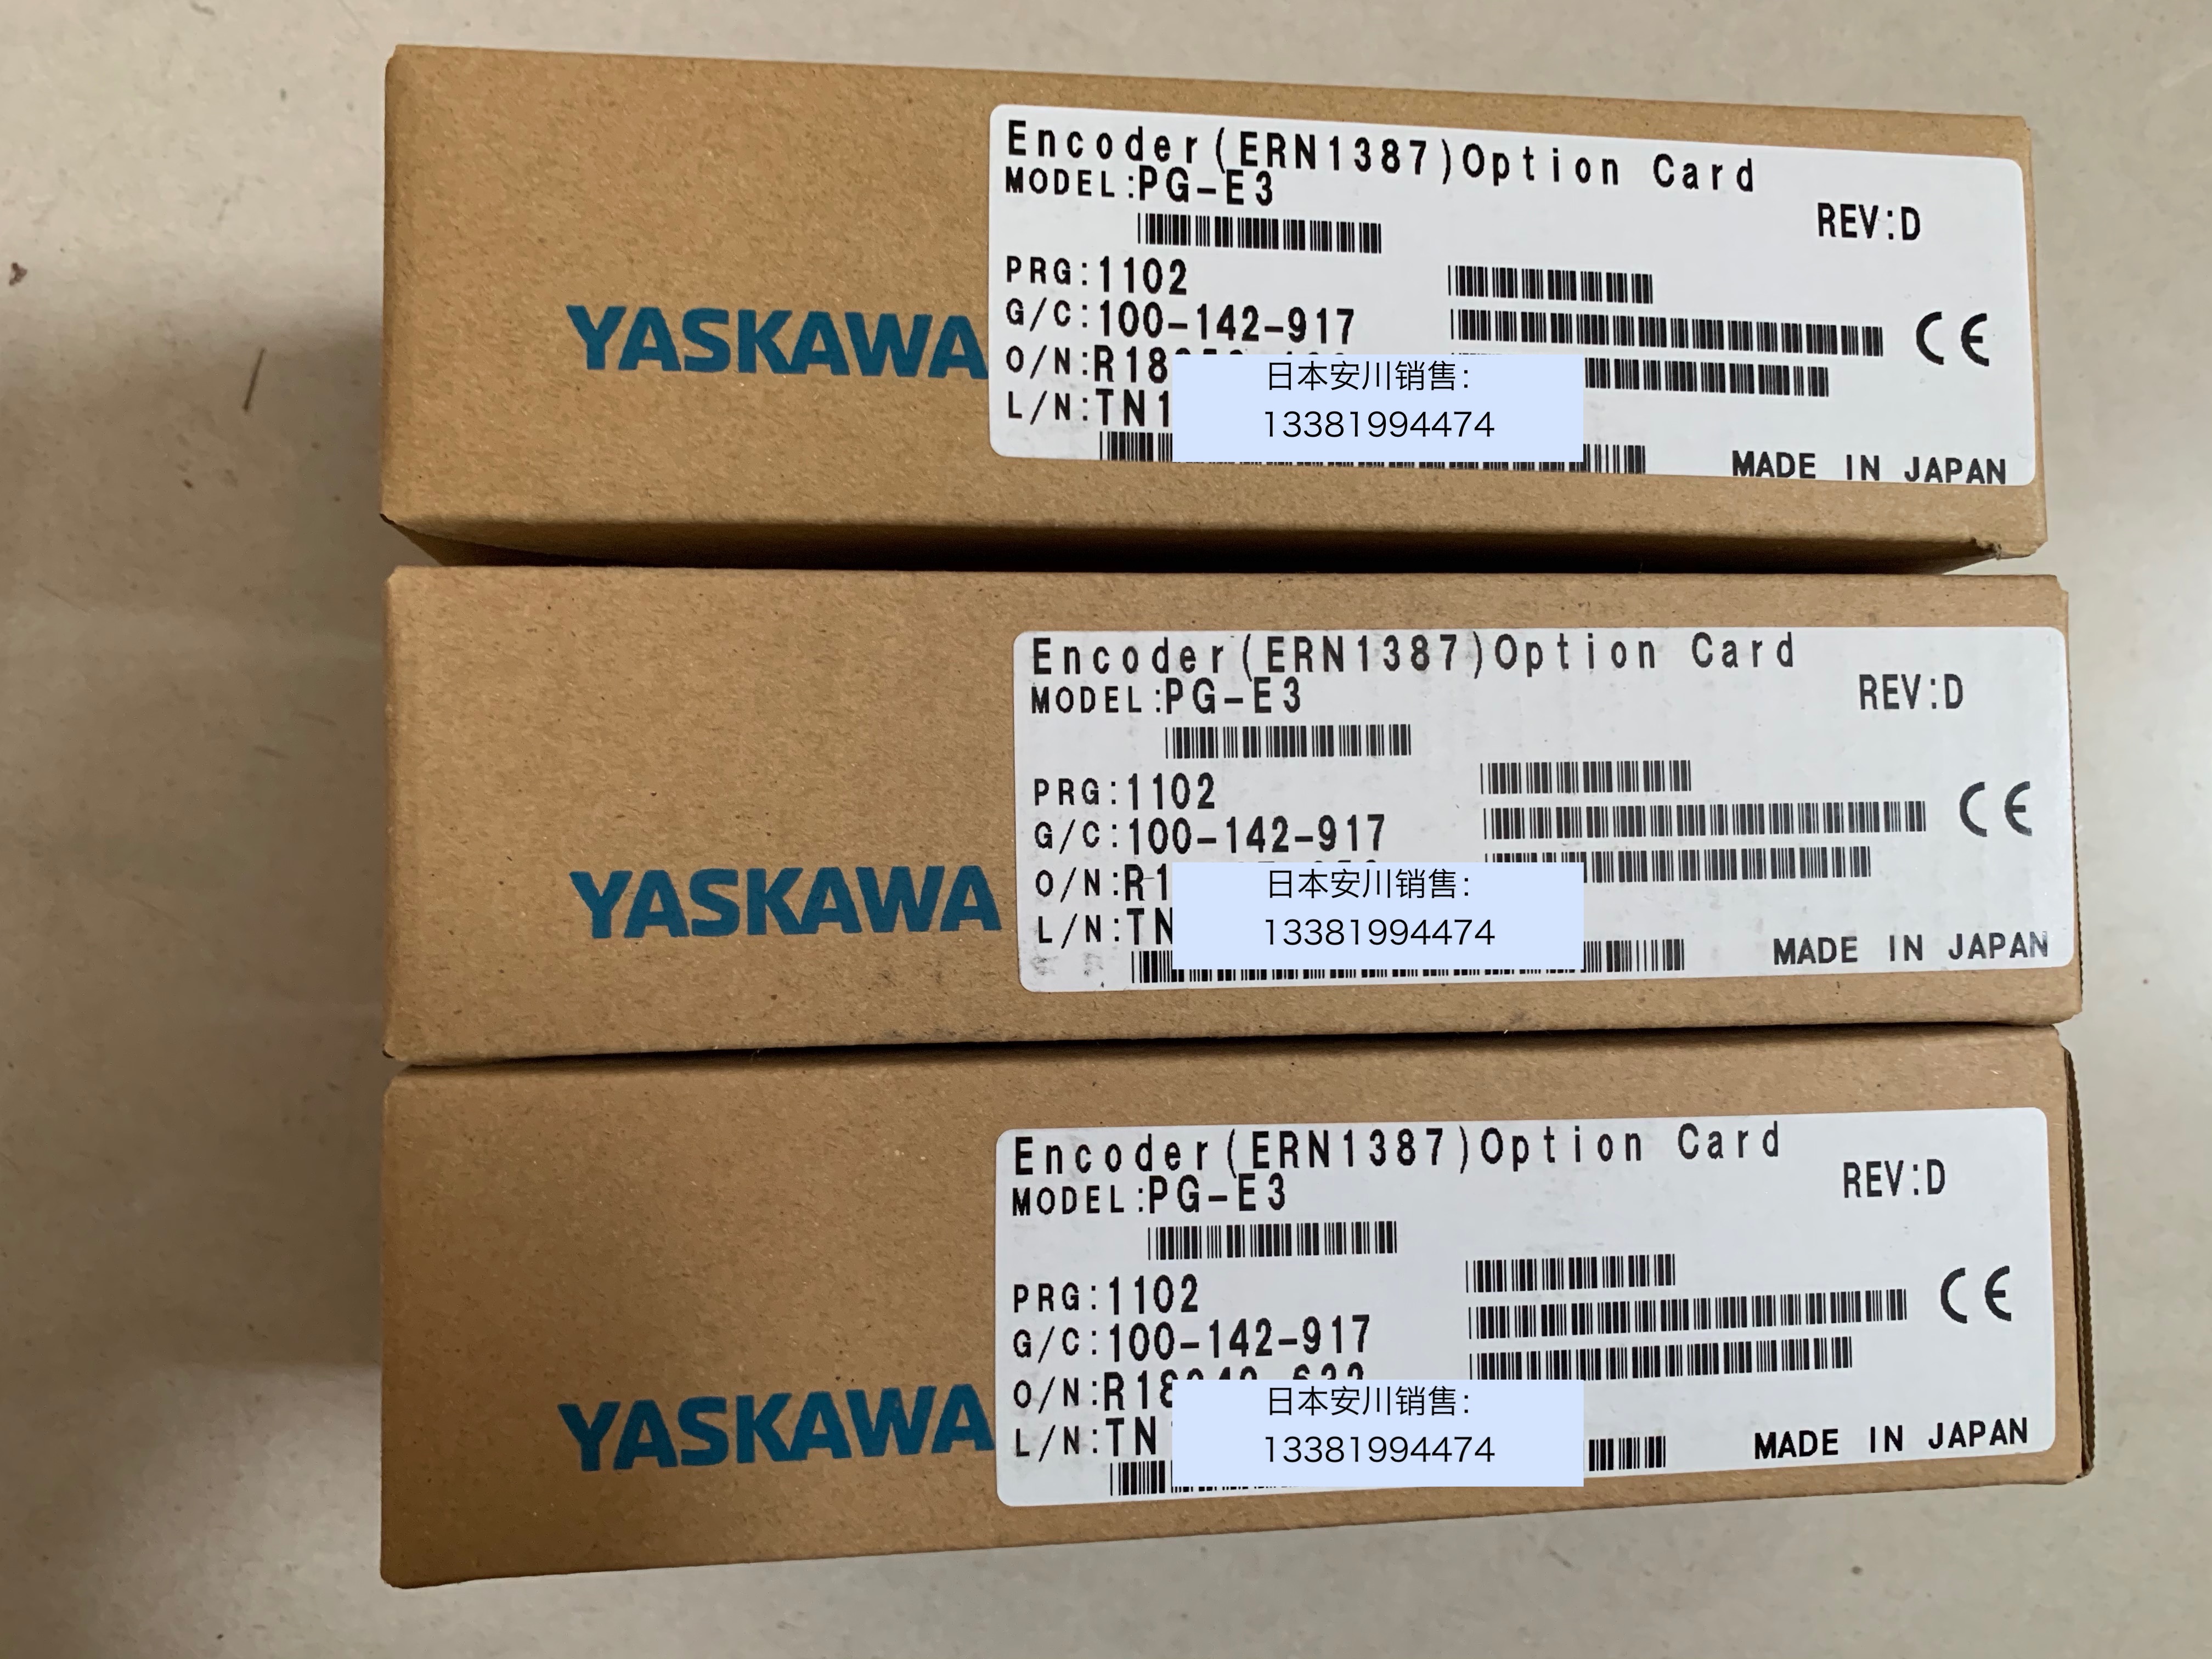 YASKAWA
Encoder(ERN1387)Option Card
MODEL:PG-E3
REV:D
PRG:1102
G/C:100-142-917
O/N:R18
L/N:TN1
日本安川销售:
13381994474
CE
MADE IN JAPAN
YASKAWA
Encoder(ERN1387)Option Card
MODEL:PG-E3
REV:D
PRG:1102
G/C:100-142-917
O/N:R1
L/N:TN
日本安川销售:
13381994474
CE
MADE IN JAPAN
YASKAWA
Encoder(ERN1387)Option Card
MODEL:PG-E3
REV:D
PRG:1102
G/C:100-142-917
O/N:R18
L/N:TN
日本安川销售:
13381994474
CE
MADE IN JAPAN